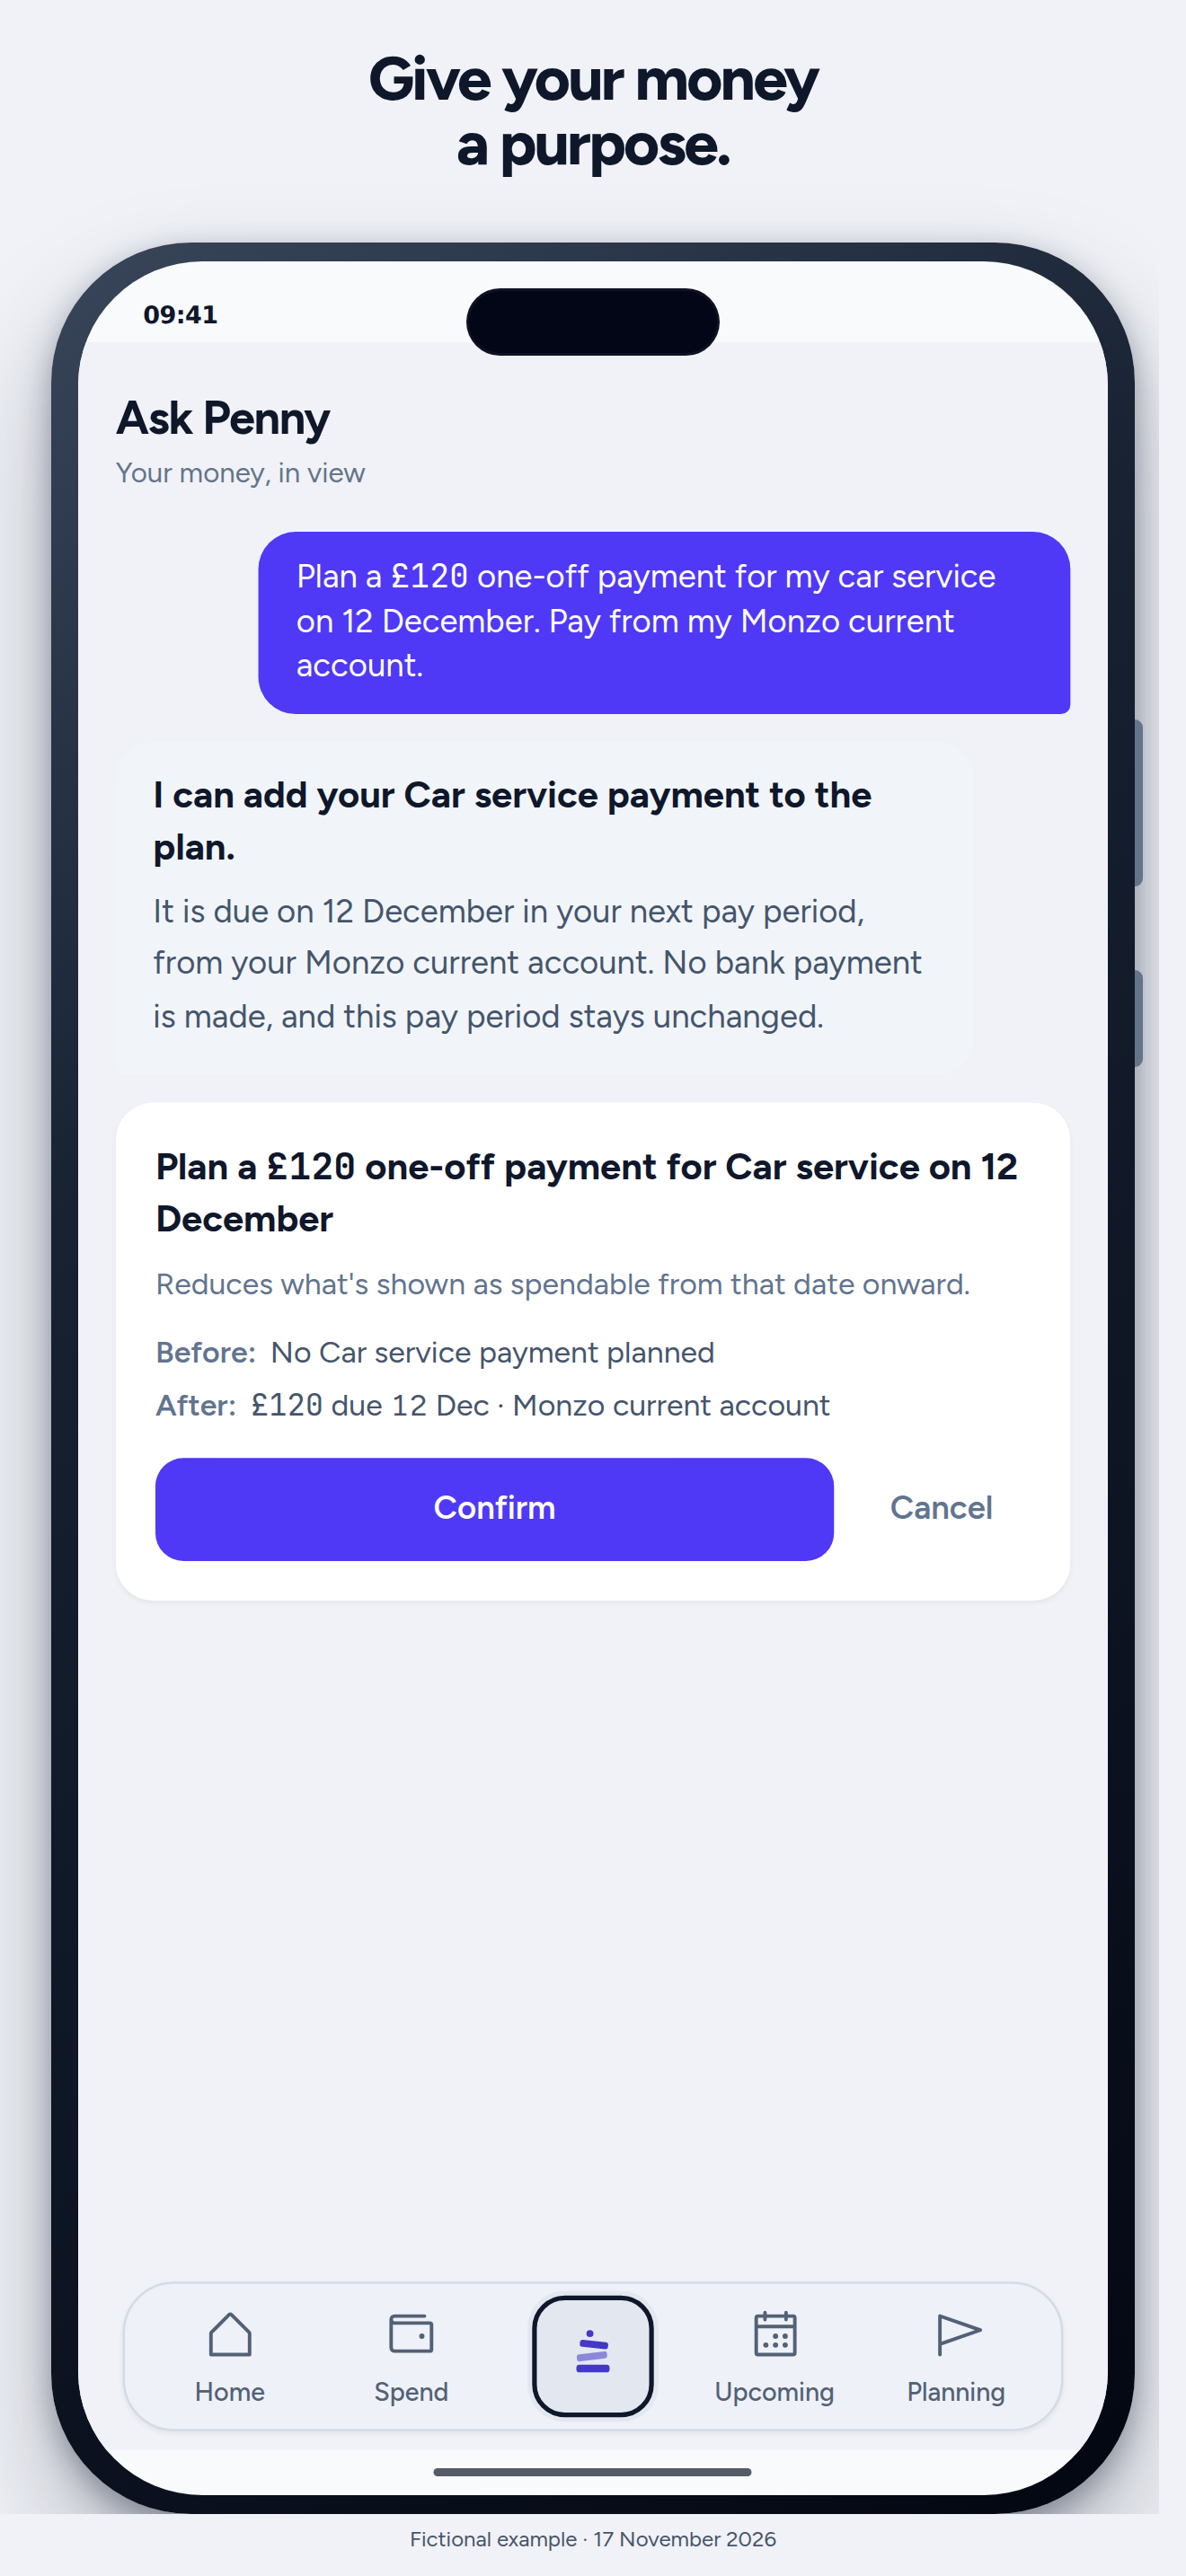 Give your money
a purpose.
09:41
Ask Penny
Your money, in view
Plan a £120 one-off payment for my car service
on 12 December. Pay from my Monzo current
account.
I can add your Car service payment to the
plan.
It is due on 12 December in your next pay period,
from your Monzo current account. No bank payment
is made, and this pay period stays unchanged.
Plan a £120 one-off payment for Car service on 12
December
Reduces what's shown as spendable from that date onward.
Before: No Car service payment planned
After: £120 due 12 Dec · Monzo current account
Confirm
Cancel
Home
Spend
Upcoming
Planning
Fictional example · 17 November 2026